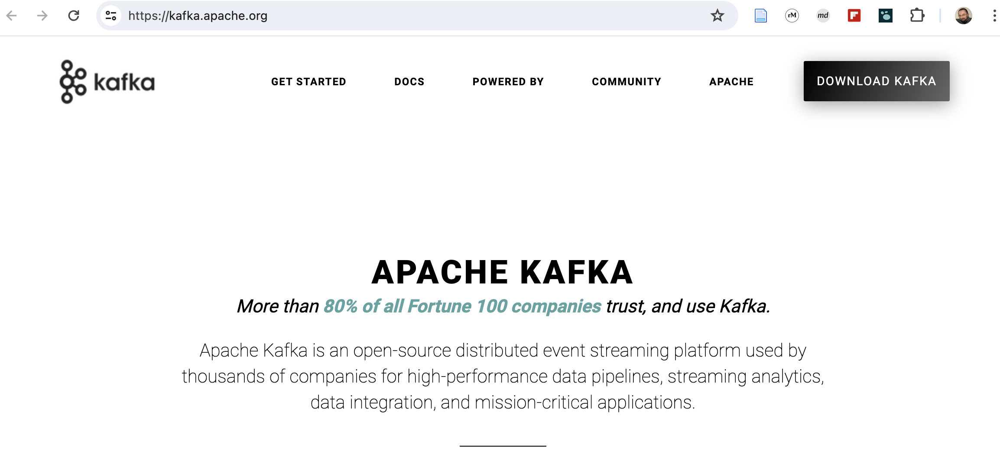 https://kafka.apache.org
rM
md
kafka
GET STARTED
DOCS
POWERED BY
COMMUNITY
APACHE
DOWNLOAD KAFKA
APACHE KAFKA
More than 80% of all Fortune 100 companies trust, and use Kafka.
Apache Kafka is an open-source distributed event streaming platform used by
thousands of companies for high-performance data pipelines, streaming analytics,
data integration, and mission-critical applications.